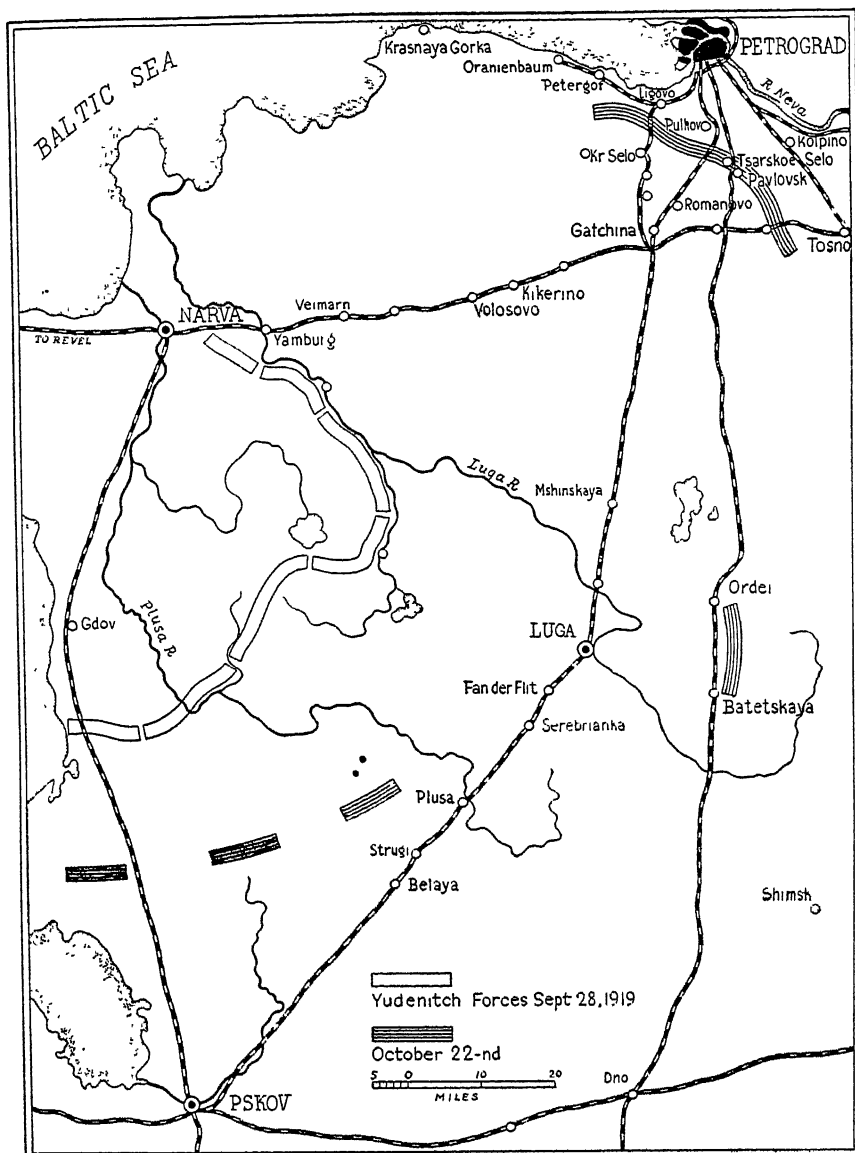 Krasnaya Gorka
PETROGRAD
Oranienbaum
BALTIC SEA
Petergof
Ligovo
R Neva
Pulkovo
Kolpino
Kr Selo
Tsarskoe Selo
Pavlovsk
Romanovo
Gatchina
Tosno
Kikerino
Veimarn
Volosovo
NARVA
TO REVEL
Yamburg
Luga R
Mshinskaya
Ordei
Plusa R
Gdov
LUGA
Fan der Flit
Batetskaya
Serebrianka
Plusa
Strugi
Belaya
Shimsk
Yudenitch Forces Sept 28, 1919
October 22-nd
5 0 10 20
MILES
Dno
PSKOV